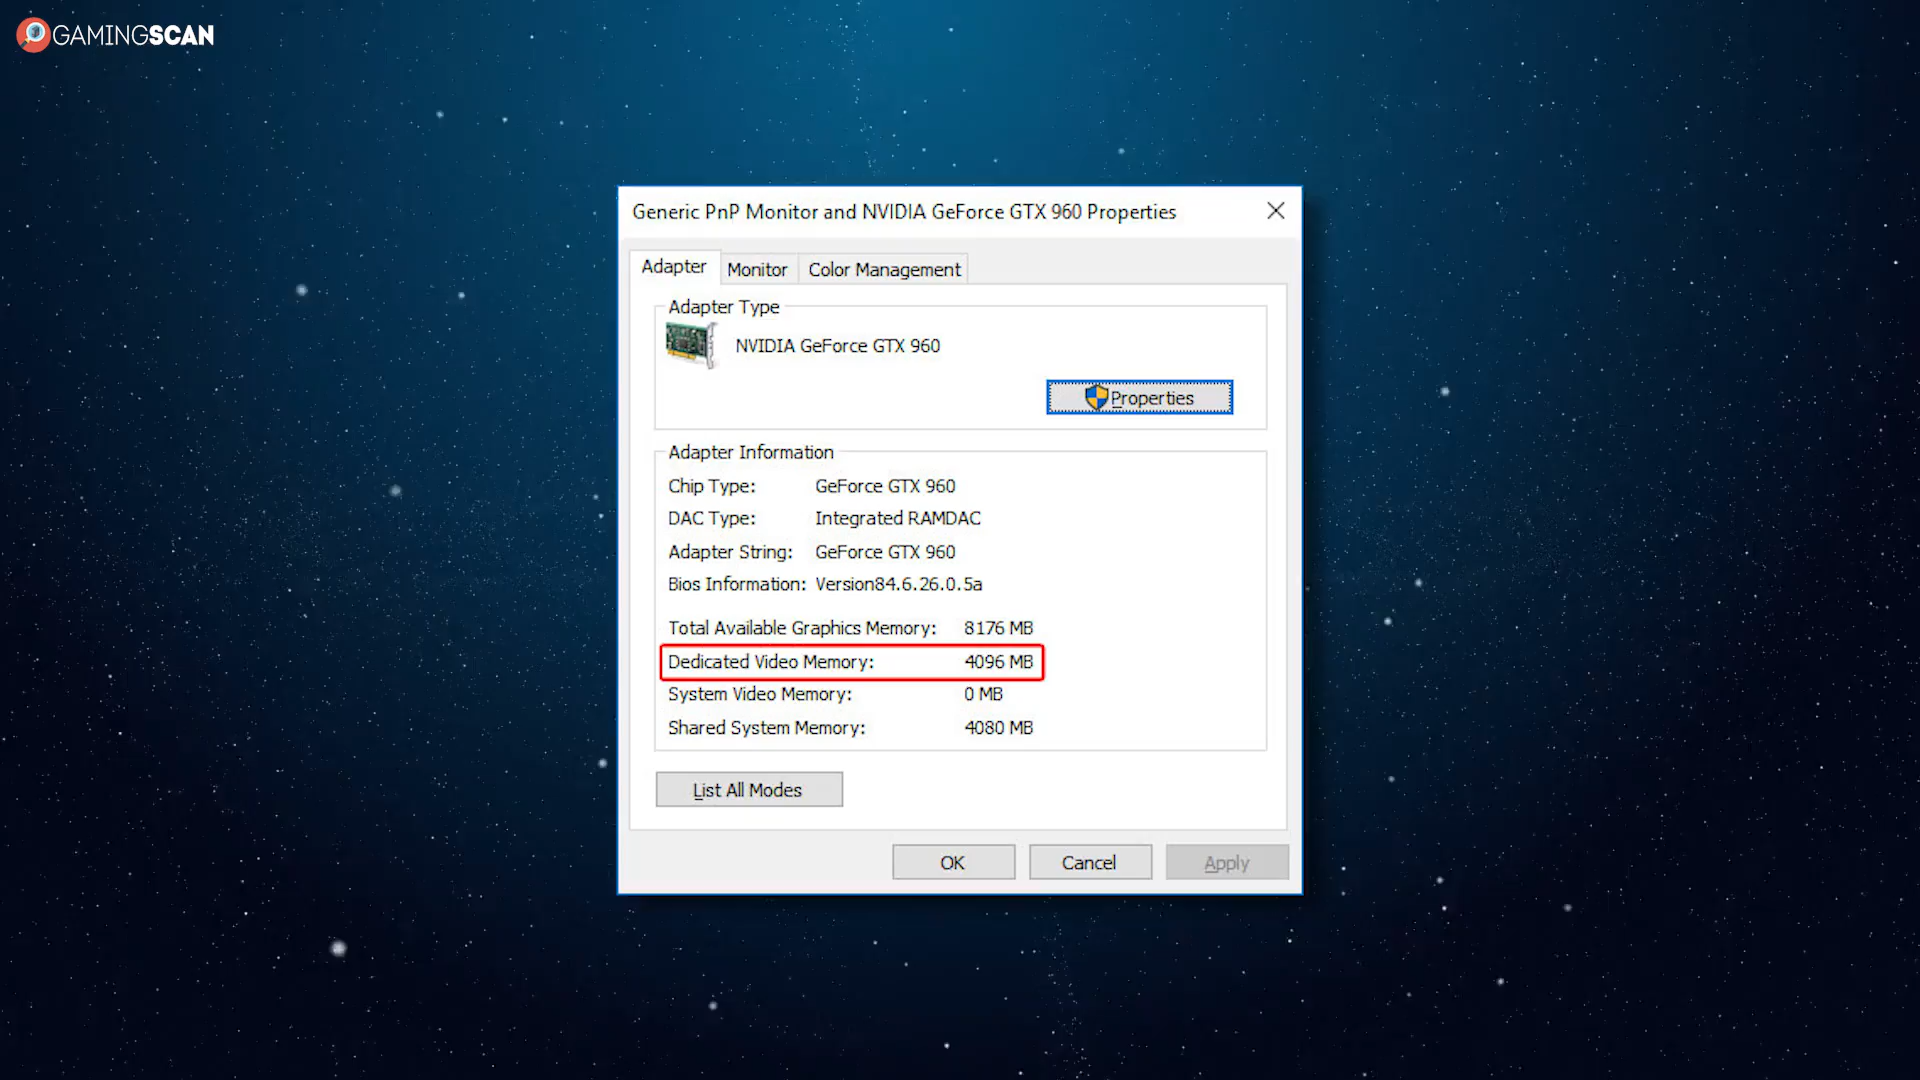 GAMINGSCAN
Generic PnP Monitor and NVIDIA GeForce GTX 960 Properties
Adapter
Monitor
Color Management
Adapter Type
NVIDIA GeForce GTX 960
Properties
Adapter Information
Chip Type: GeForce GTX 960
DAC Type: Integrated RAMDAC
Adapter String: GeForce GTX 960
Bios Information: Version84.6.26.0.5a
Total Available Graphics Memory: 8176 MB
Dedicated Video Memory: 4096 MB
System Video Memory: 0 MB
Shared System Memory: 4080 MB
List All Modes
OK
Cancel
Apply